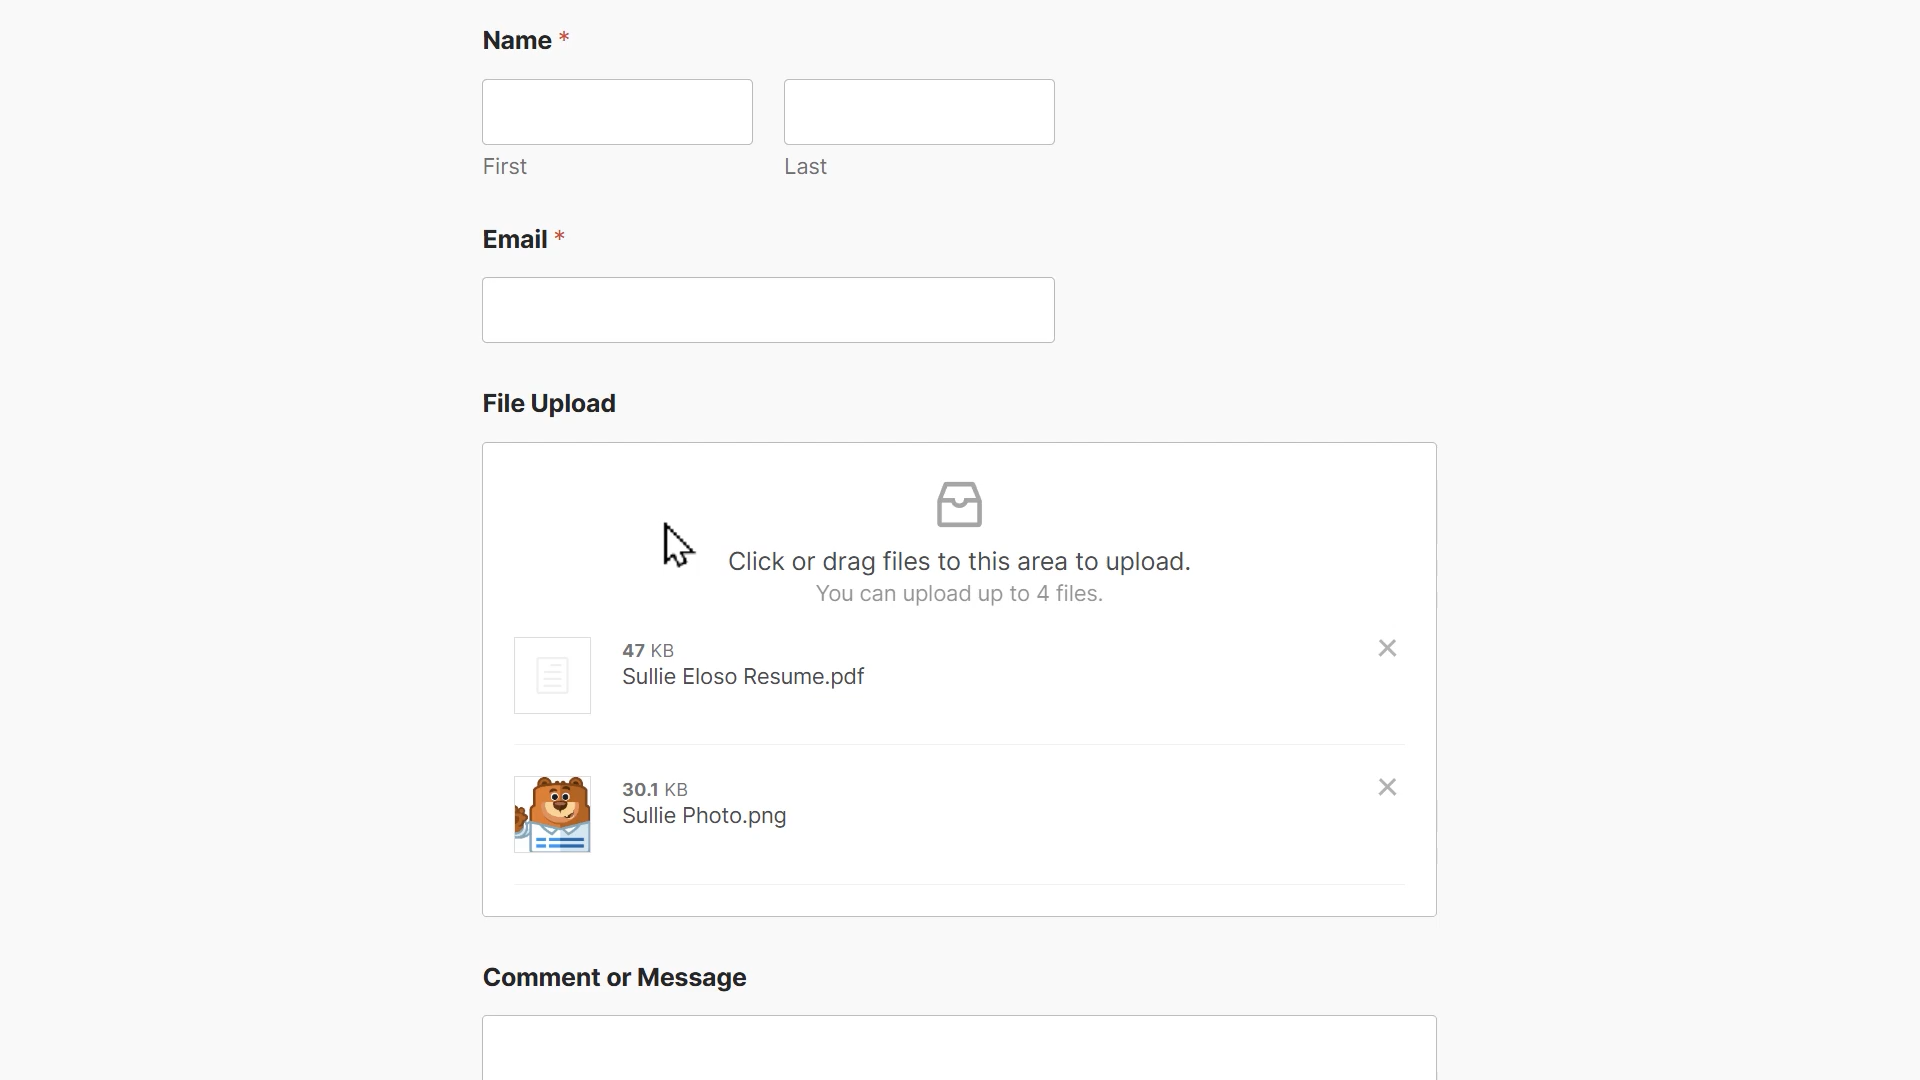 Name *
First
Last
Email *
File Upload
Click or drag files to this area to upload.
You can upload up to 4 files.
47 KB
Sullie Eloso Resume.pdf
30.1 KB
Sullie Photo.png
Comment or Message